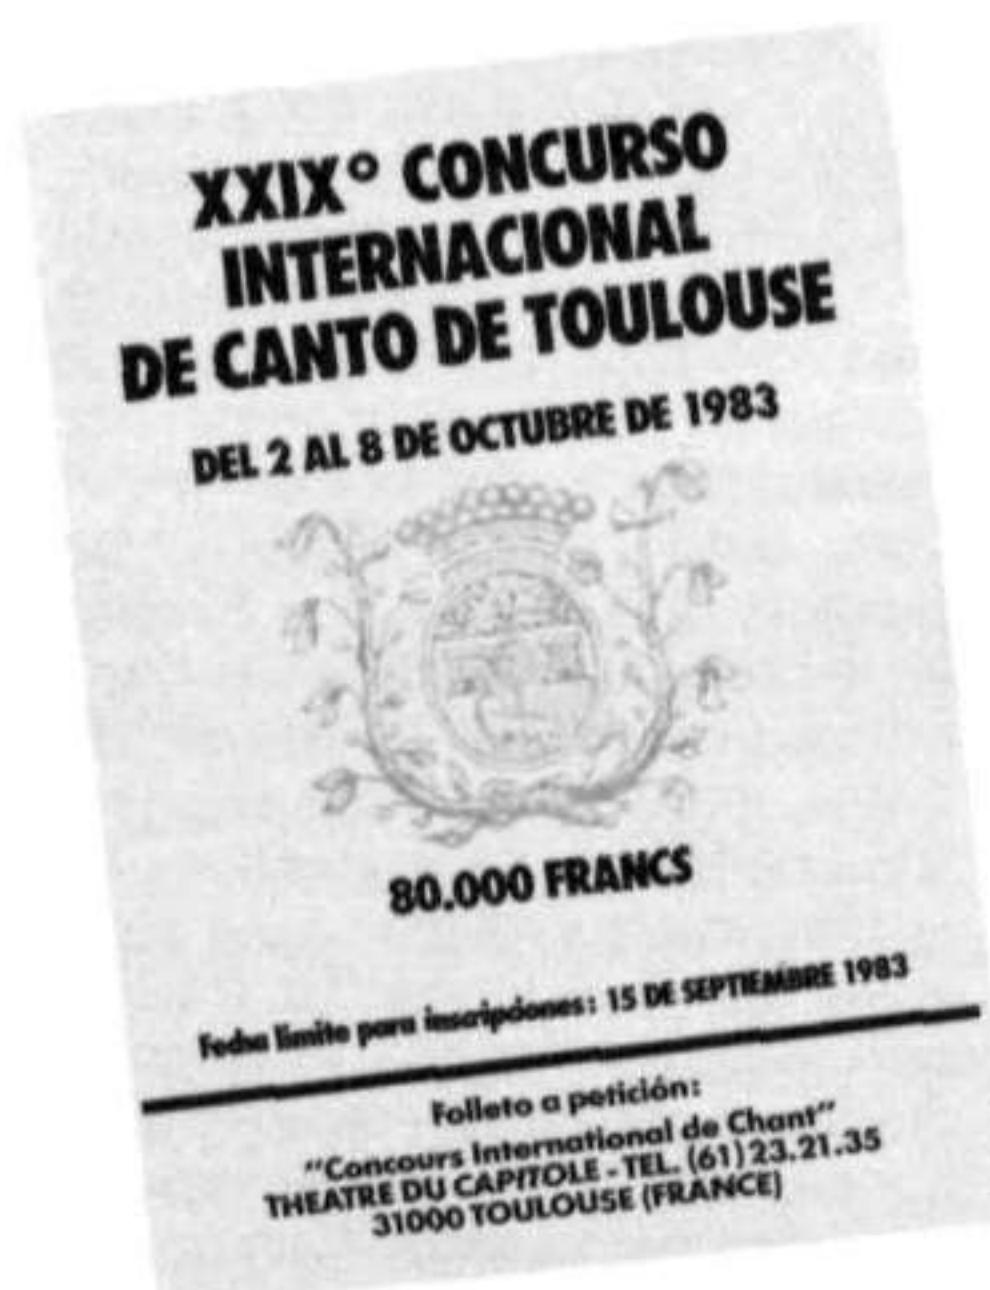 XXIX° CONCURSO
INTERNACIONAL
DE CANTO DE TOULOUSE
DEL 2 AL 8 DE OCTUBRE DE 1983
80.000 FRANCS
Fecha límite para inscripciones: 15 DE SEPTIEMBRE 1983
Folleto a petición:
"Concours International de Chant"
THEATRE DU CAPITOLE - TEL. (61) 23.21.35
31000 TOULOUSE (FRANCE)